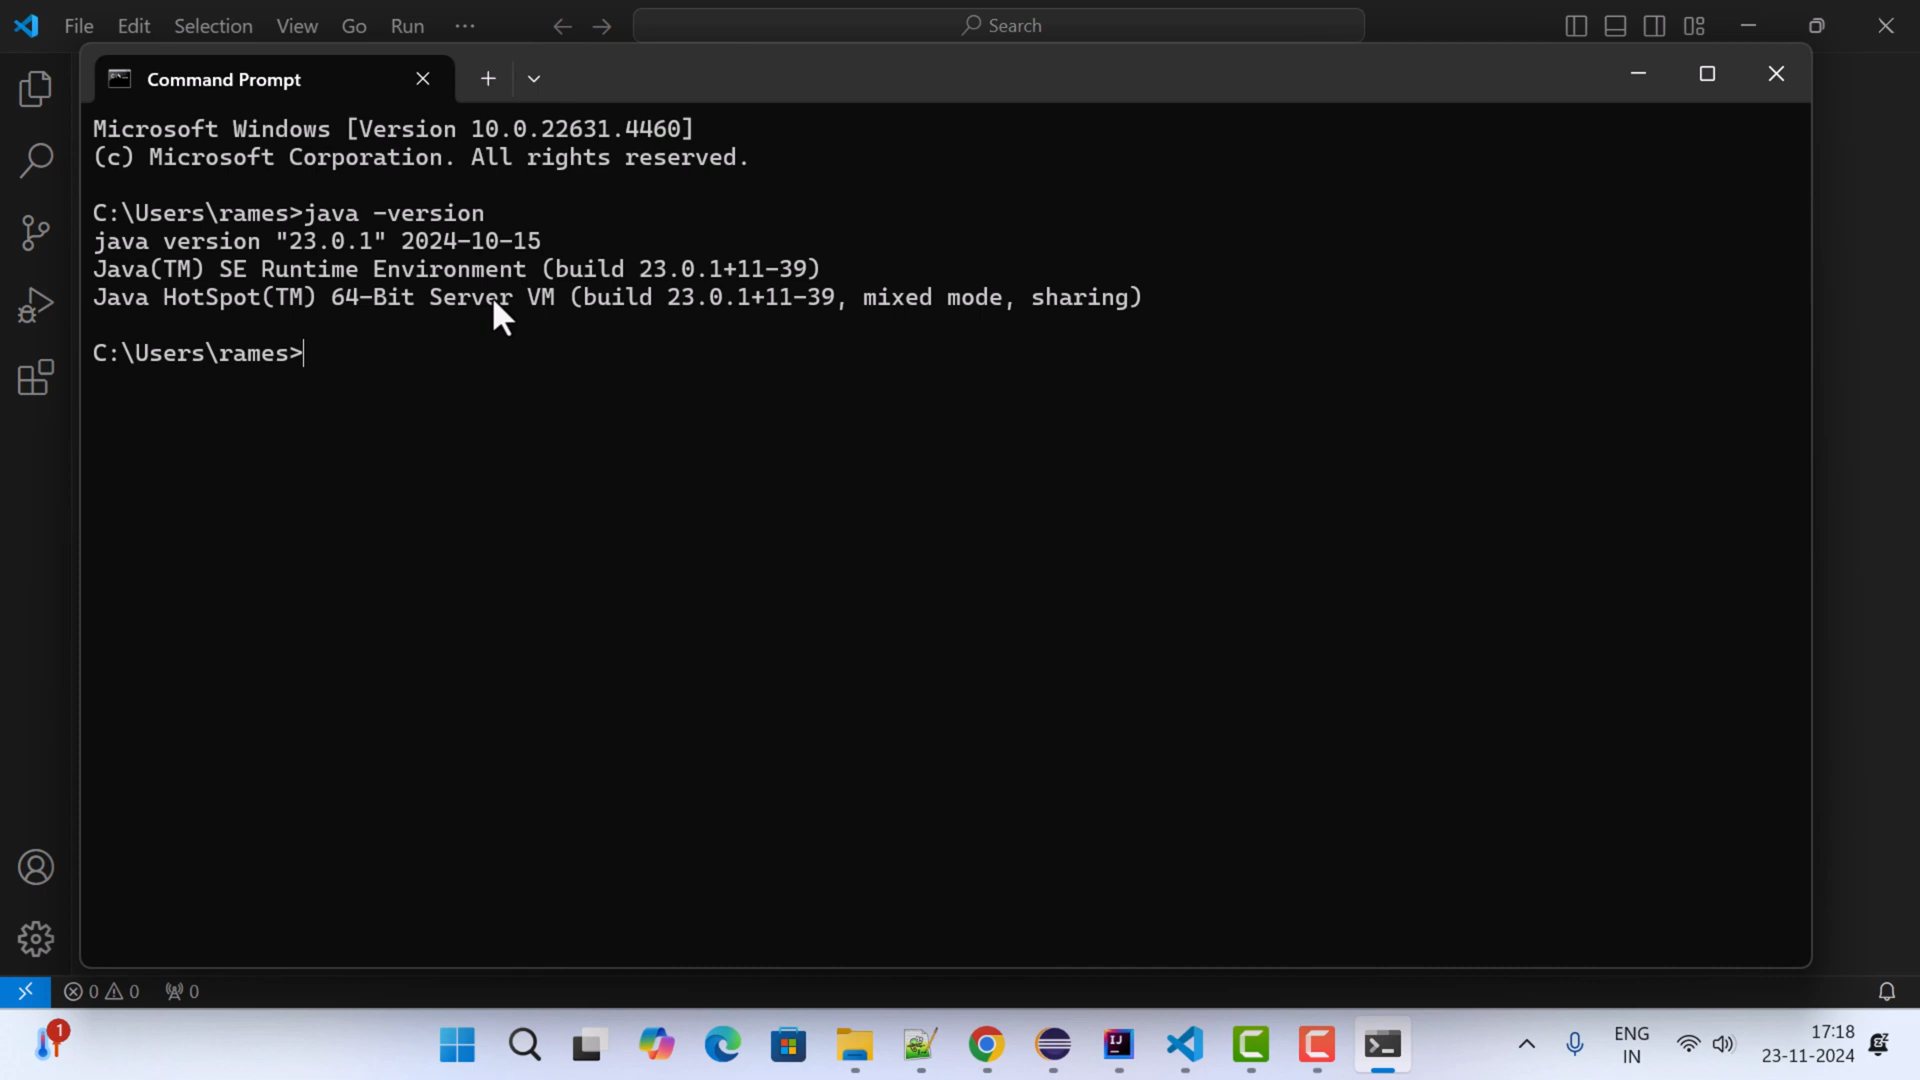 File Edit Selection View Go Run ··· Search
Command Prompt
Microsoft Windows [Version 10.0.22631.4460]
(c) Microsoft Corporation. All rights reserved.
C:\Users\rames>java -version
java version "23.0.1" 2024-10-15
Java(TM) SE Runtime Environment (build 23.0.1+11-39)
Java HotSpot(TM) 64-Bit Server VM (build 23.0.1+11-39, mixed mode, sharing)
C:\Users\rames>
0 0 0
1
IJ
ENG
IN
17:18
23-11-2024